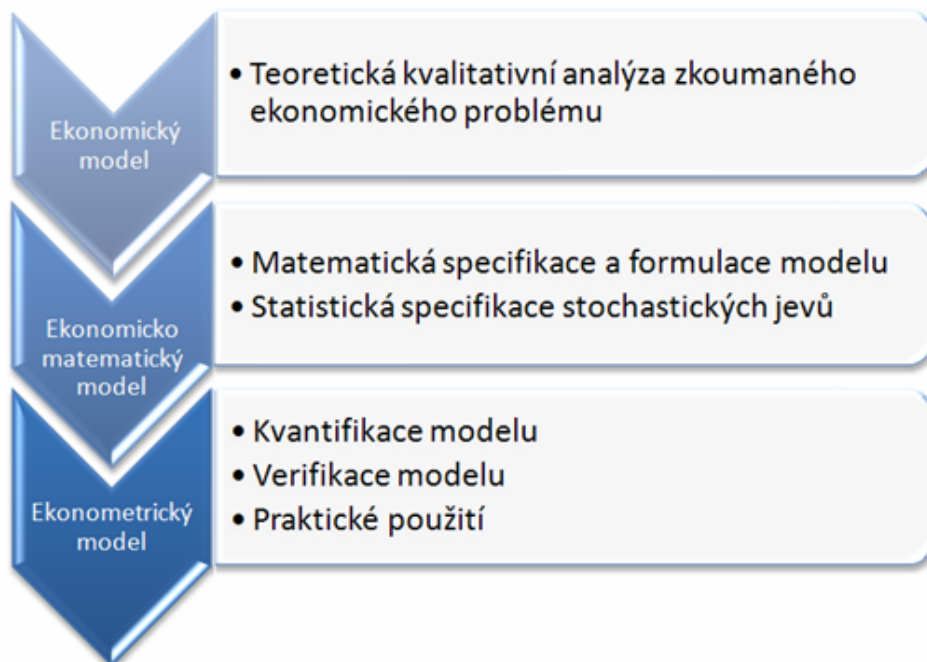 Ekonomický
model
• Teoretická kvalitativní analýza zkoumaného
ekonomického problému
Ekonomicko
matematický
model
• Matematická specifikace a formulace modelu
• Statistická specifikace stochastických jevů
Ekonometrický
model
• Kvantifikace modelu
• Verifikace modelu
• Praktické použití